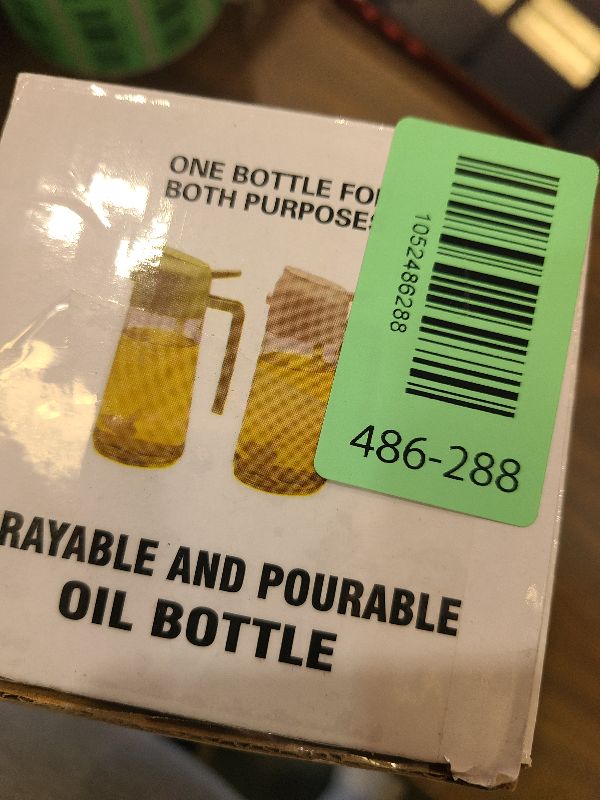 ONE BOTTLE FO
BOTH PURPOSES
1052486288
486-288
RAYABLE AND POURABLE
OIL BOTTLE